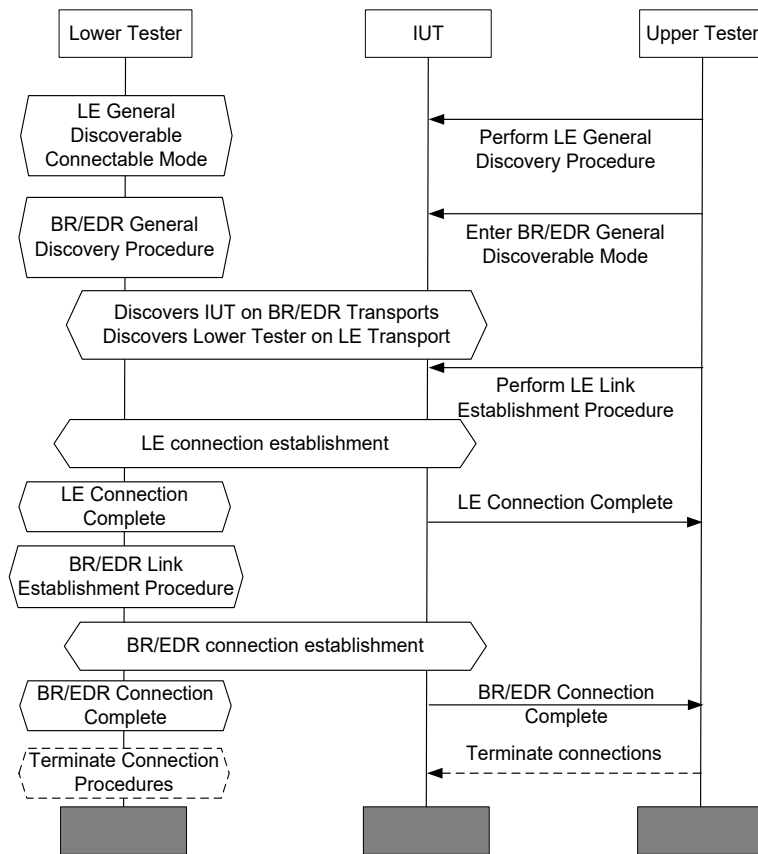 Lower Tester
IUT
Upper Tester
LE General
Discoverable
Connectable Mode
Perform LE General
Discovery Procedure
BR/EDR General
Discovery Procedure
Enter BR/EDR General
Discoverable Mode
Discovers IUT on BR/EDR Transports
Discovers Lower Tester on LE Transport
Perform LE Link
Establishment Procedure
LE connection establishment
LE Connection
Complete
LE Connection Complete
BR/EDR Link
Establishment Procedure
BR/EDR connection establishment
BR/EDR Connection
Complete
BR/EDR Connection
Complete
Terminate Connection
Procedures
Terminate connections